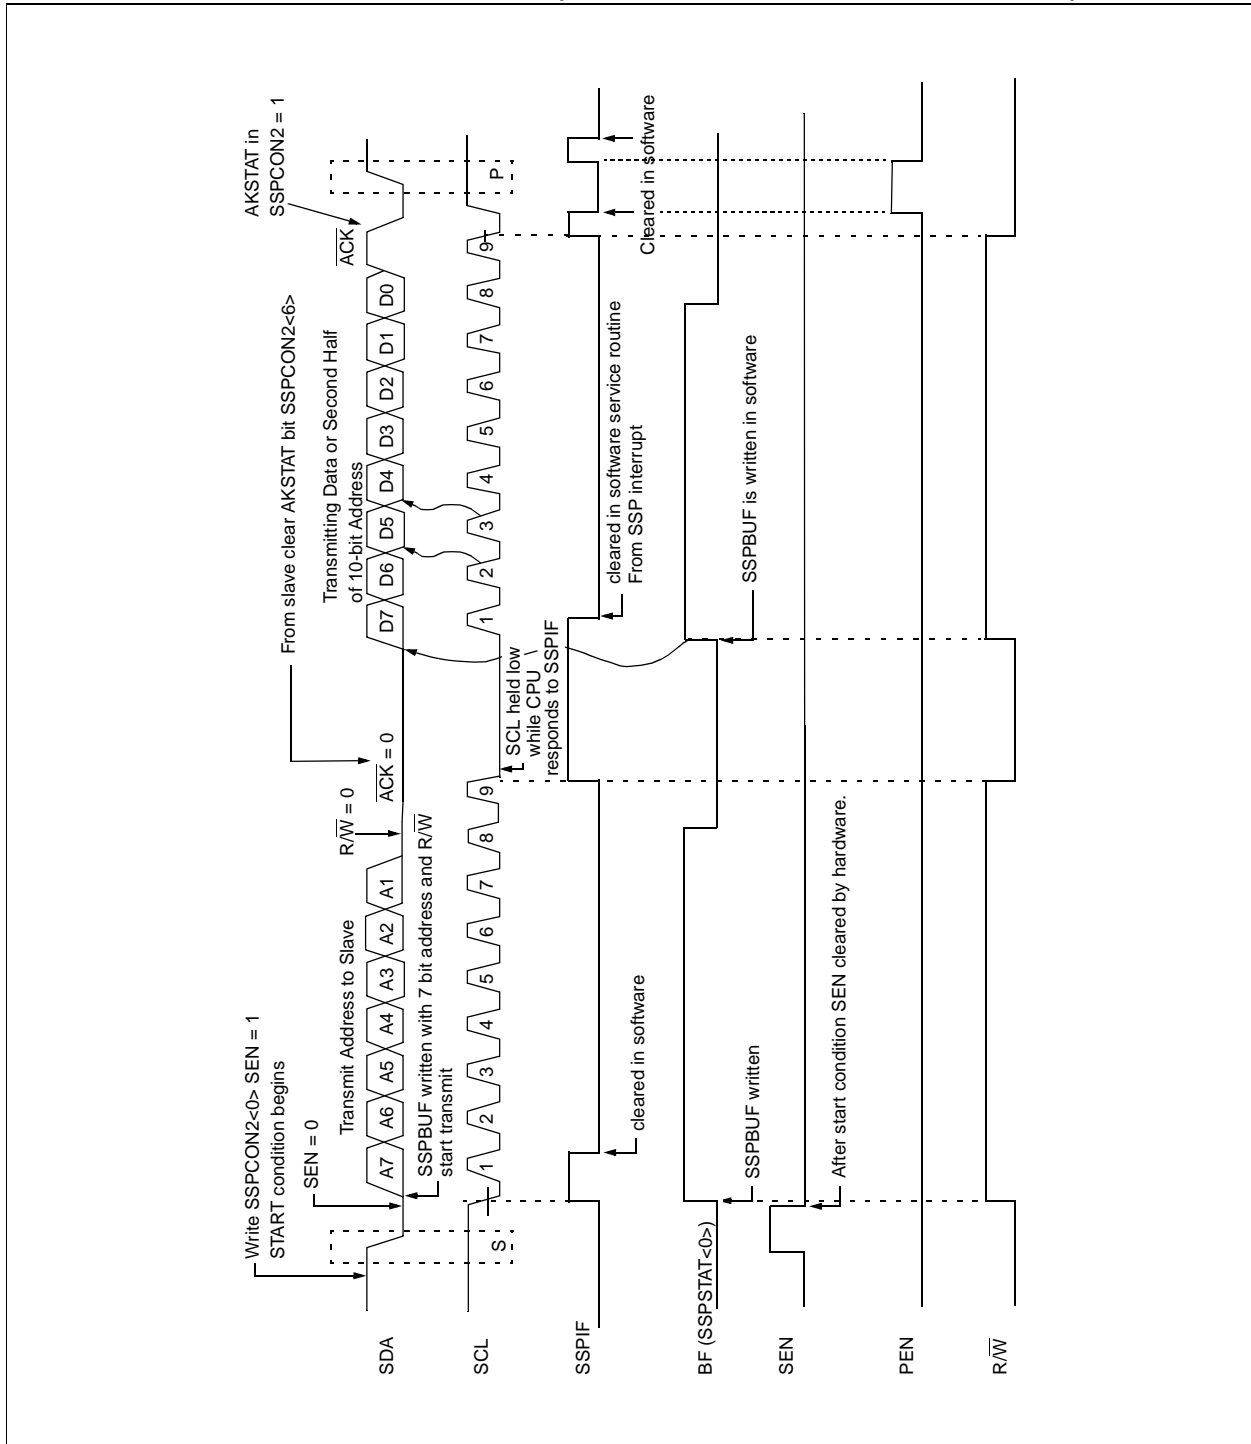 Write SSPCON2<0> SEN = 1
START condition begins
SEN = 0
Transmit Address to Slave
R/W = 0
ACK = 0
From slave clear AKSTAT bit SSPCON2<6>
Transmitting Data or Second Half
of 10-bit Address
ACK
AKSTAT in
SSPCON2 = 1
SDA
A7 A6 A5 A4 A3 A2 A1
D7 D6 D5 D4 D3 D2 D1 D0
SSPBUF written with 7 bit address and R/W
start transmit
SCL
S
1 2 3 4 5 6 7 8 9
1 2 3 4 5 6 7 8 9
P
SCL held low
while CPU
responds to SSPIF
SSPIF
cleared in software
cleared in software service routine
From SSP interrupt
Cleared in software
BF (SSPSTAT<0>)
SSPBUF written
SSPBUF is written in software
SEN
After start condition SEN cleared by hardware.
PEN
R/W